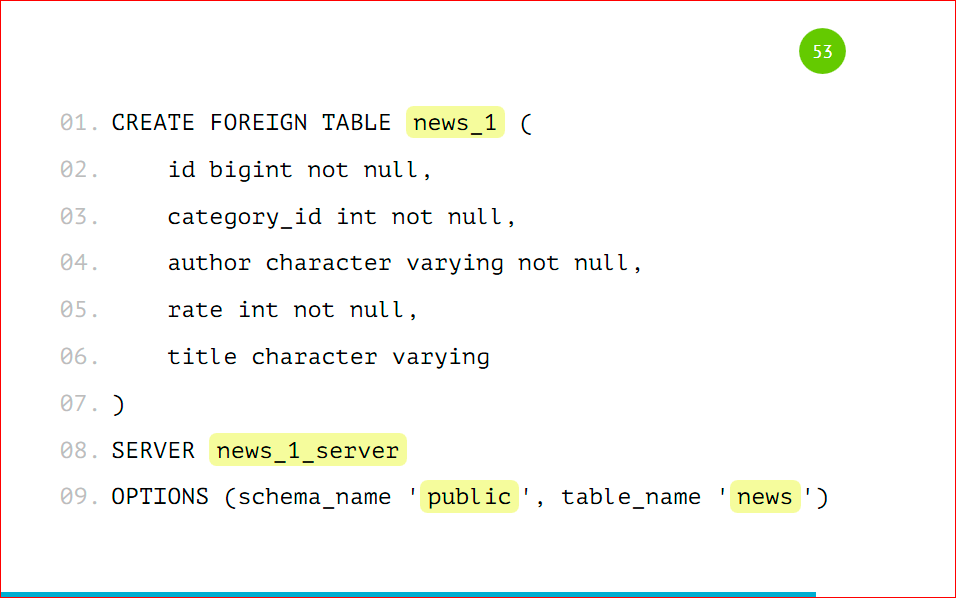 53
01. CREATE FOREIGN TABLE news_1 (
02. id bigint not null,
03. category_id int not null,
04. author character varying not null,
05. rate int not null,
06. title character varying
07. )
08. SERVER news_1_server
09. OPTIONS (schema_name 'public', table_name 'news')